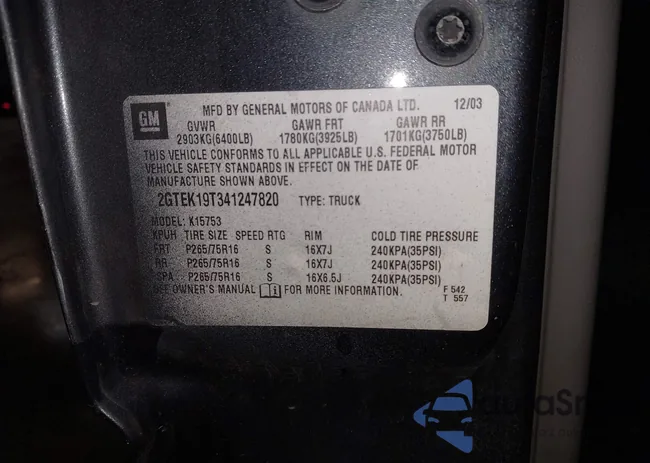 GM MFD BY GENERAL MOTORS OF CANADA LTD. 12/03
GVWR GAWR FRT GAWR RR
2903KG(6400LB) 1780KG(3925LB) 1701KG(3750LB)
THIS VEHICLE CONFORMS TO ALL APPLICABLE U.S. FEDERAL MOTOR
VEHICLE SAFETY STANDARDS IN EFFECT ON THE DATE OF
MANUFACTURE SHOWN ABOVE.
2GTEK19T341247820 TYPE: TRUCK
MODEL: K15753
KPUH TIRE SIZE SPEED RTG RIM COLD TIRE PRESSURE
FRT P265/75R16 S 16X7J 240KPA(35PSI)
RR P265/75R16 S 16X7J 240KPA(35PSI)
SPA P265/75R16 S 16X6.5J 240KPA(35PSI)
SEE OWNER'S MANUAL FOR MORE INFORMATION. F 542
T 557